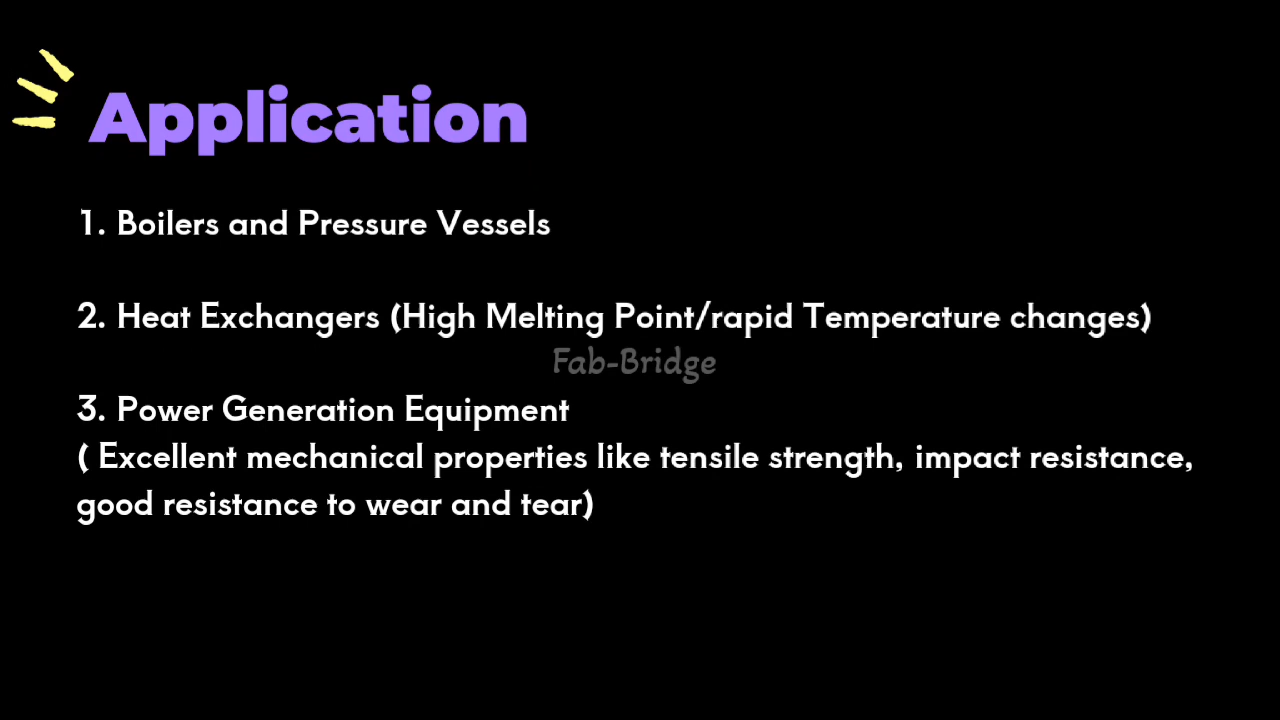 Application
1. Boilers and Pressure Vessels
2. Heat Exchangers (High Melting Point/rapid Temperature changes)
Fab-Bridge
3. Power Generation Equipment
( Excellent mechanical properties like tensile strength, impact resistance,
good resistance to wear and tear)